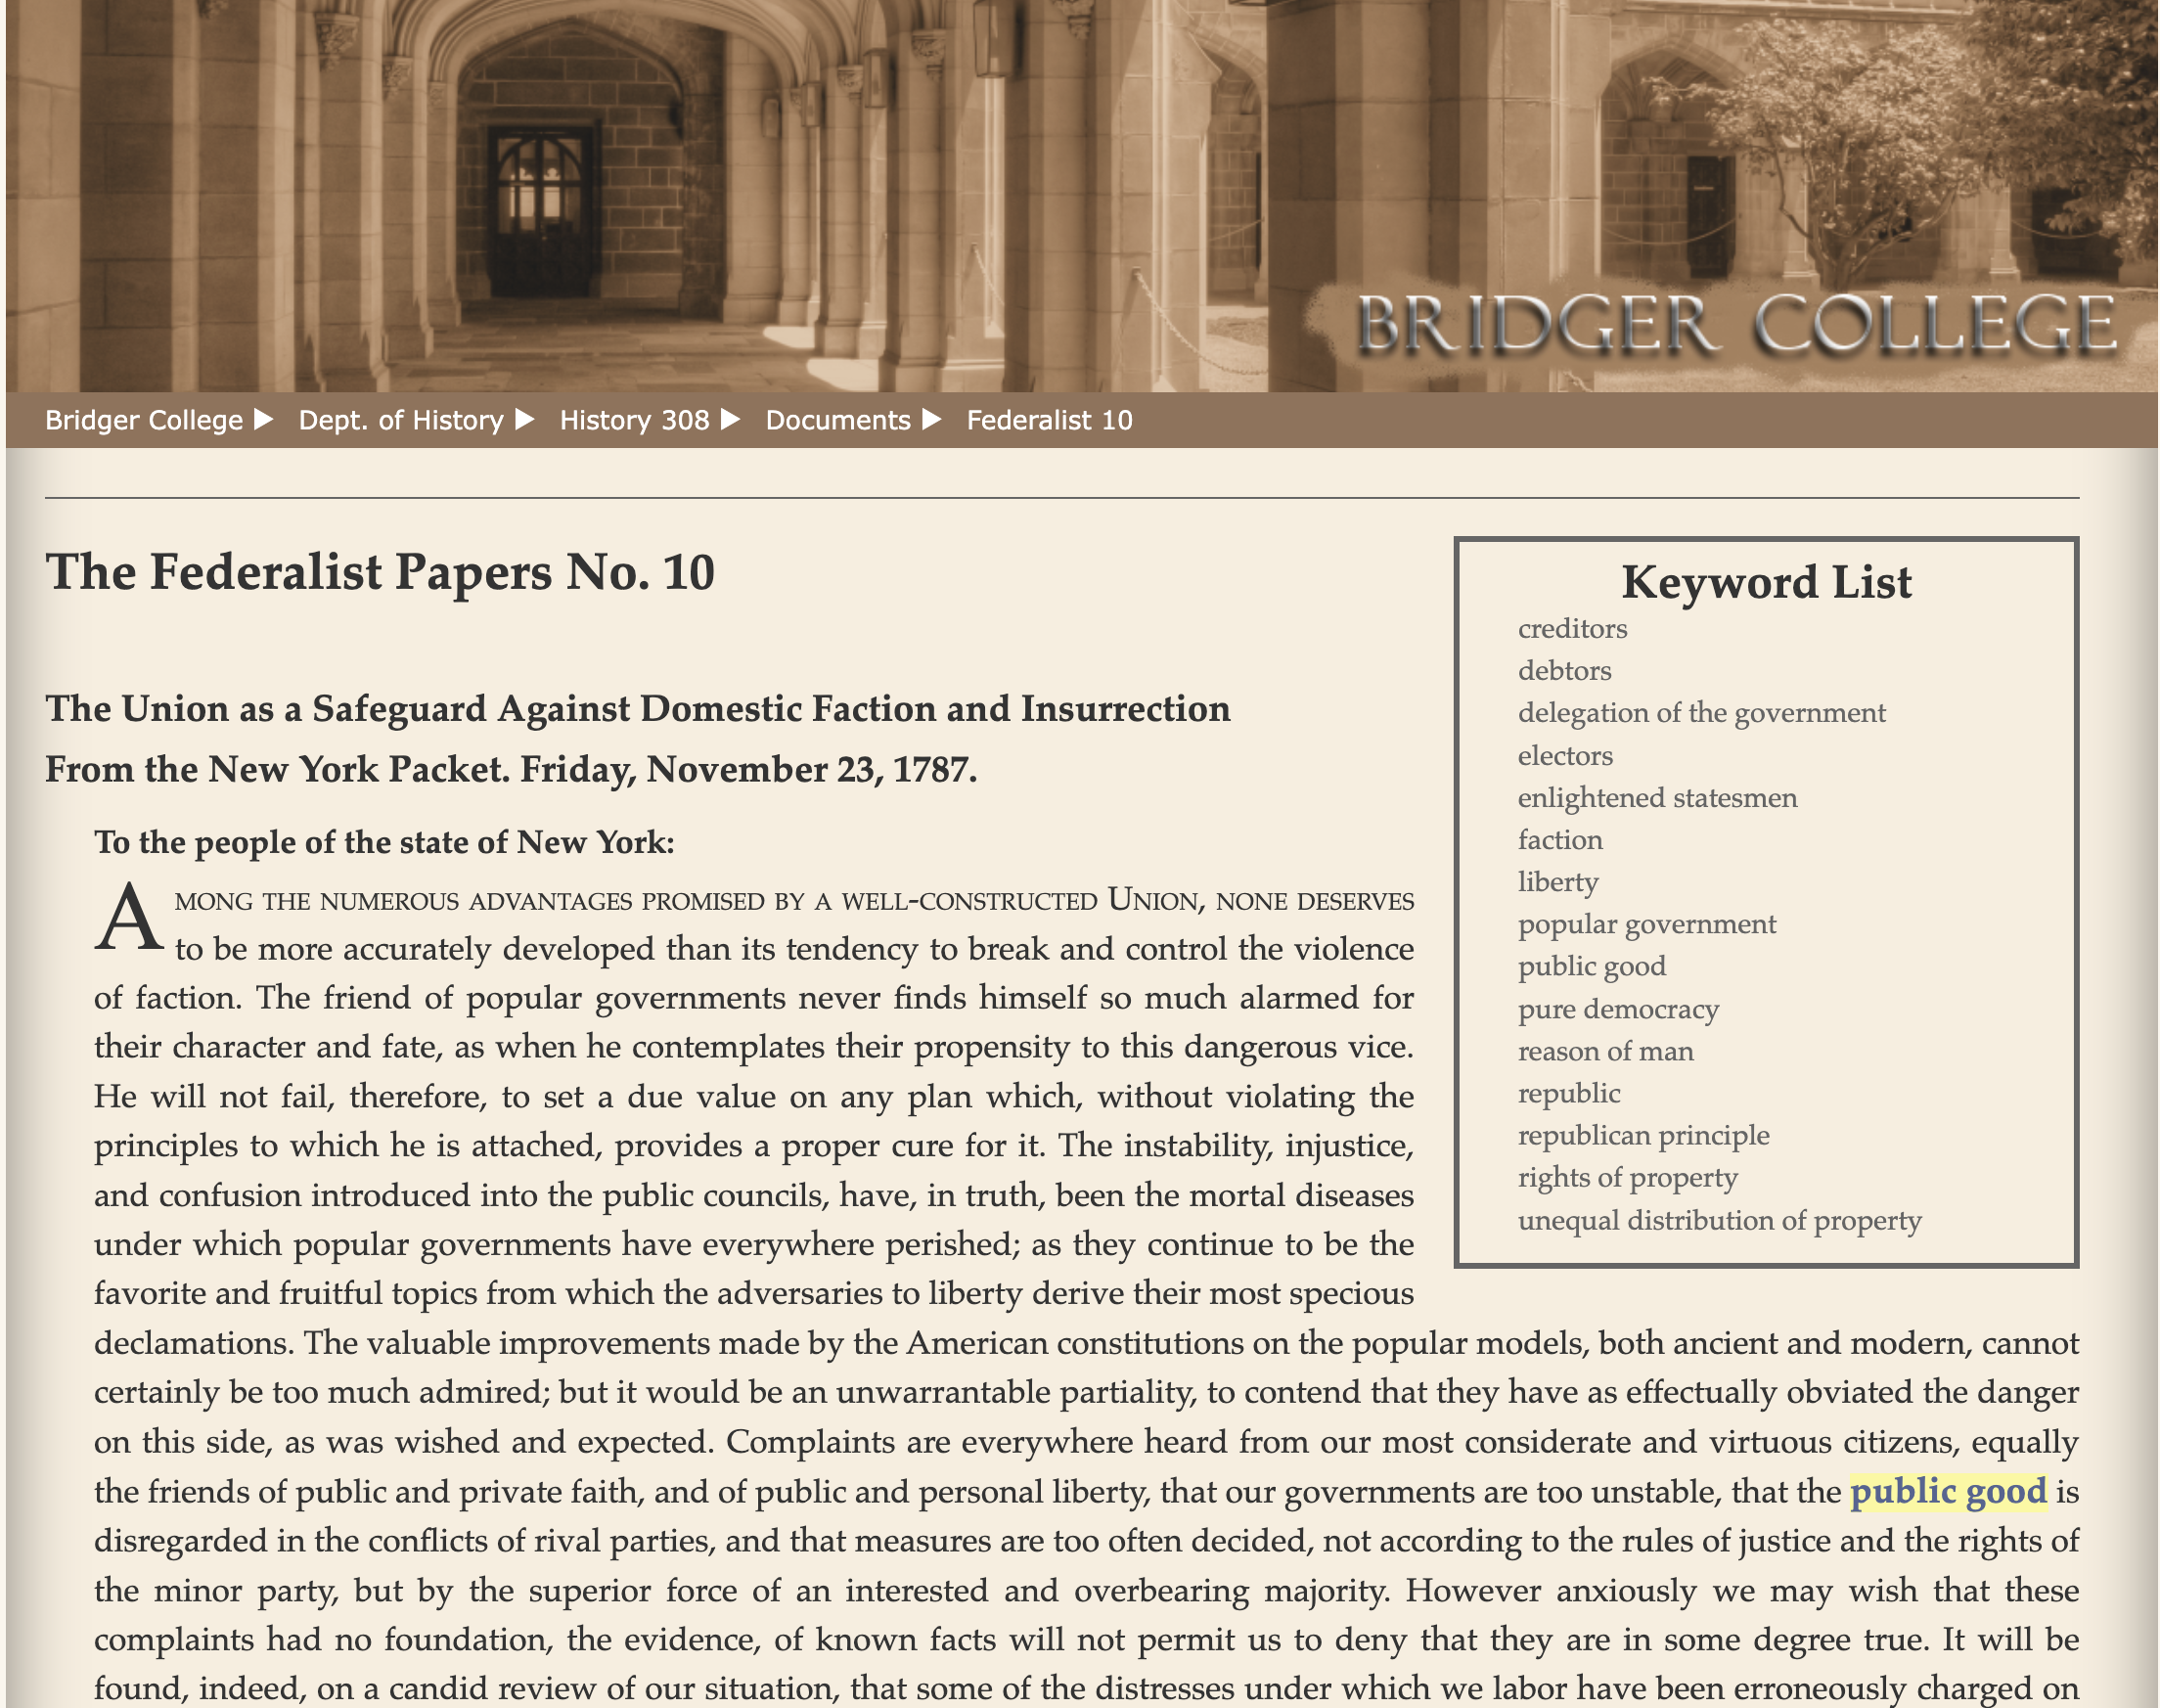 BRIDGER COLLEGE
Bridger College ▶ Dept. of History ▶ History 308 ▶ Documents ▶ Federalist 10
The Federalist Papers No. 10
The Union as a Safeguard Against Domestic Faction and Insurrection
From the New York Packet. Friday, November 23, 1787.
To the people of the state of New York:
AMONG THE NUMEROUS ADVANTAGES PROMISED BY A WELL-CONSTRUCTED UNION, NONE DESERVES
to be more accurately developed than its tendency to break and control the violence
of faction. The friend of popular governments never finds himself so much alarmed for
their character and fate, as when he contemplates their propensity to this dangerous vice.
He will not fail, therefore, to set a due value on any plan which, without violating the
principles to which he is attached, provides a proper cure for it. The instability, injustice,
and confusion introduced into the public councils, have, in truth, been the mortal diseases
under which popular governments have everywhere perished; as they continue to be the
favorite and fruitful topics from which the adversaries to liberty derive their most specious
declamations. The valuable improvements made by the American constitutions on the popular models, both ancient and modern, cannot
certainly be too much admired; but it would be an unwarrantable partiality, to contend that they have as effectually obviated the danger
on this side, as was wished and expected. Complaints are everywhere heard from our most considerate and virtuous citizens, equally
the friends of public and private faith, and of public and personal liberty, that our governments are too unstable, that the public good is
disregarded in the conflicts of rival parties, and that measures are too often decided, not according to the rules of justice and the rights of
the minor party, but by the superior force of an interested and overbearing majority. However anxiously we may wish that these
complaints had no foundation, the evidence, of known facts will not permit us to deny that they are in some degree true. It will be
found, indeed, on a candid review of our situation, that some of the distresses under which we labor have been erroneously charged on
Keyword List
creditors
debtors
delegation of the government
electors
enlightened statesmen
faction
liberty
popular government
public good
pure democracy
reason of man
republic
republican principle
rights of property
unequal distribution of property